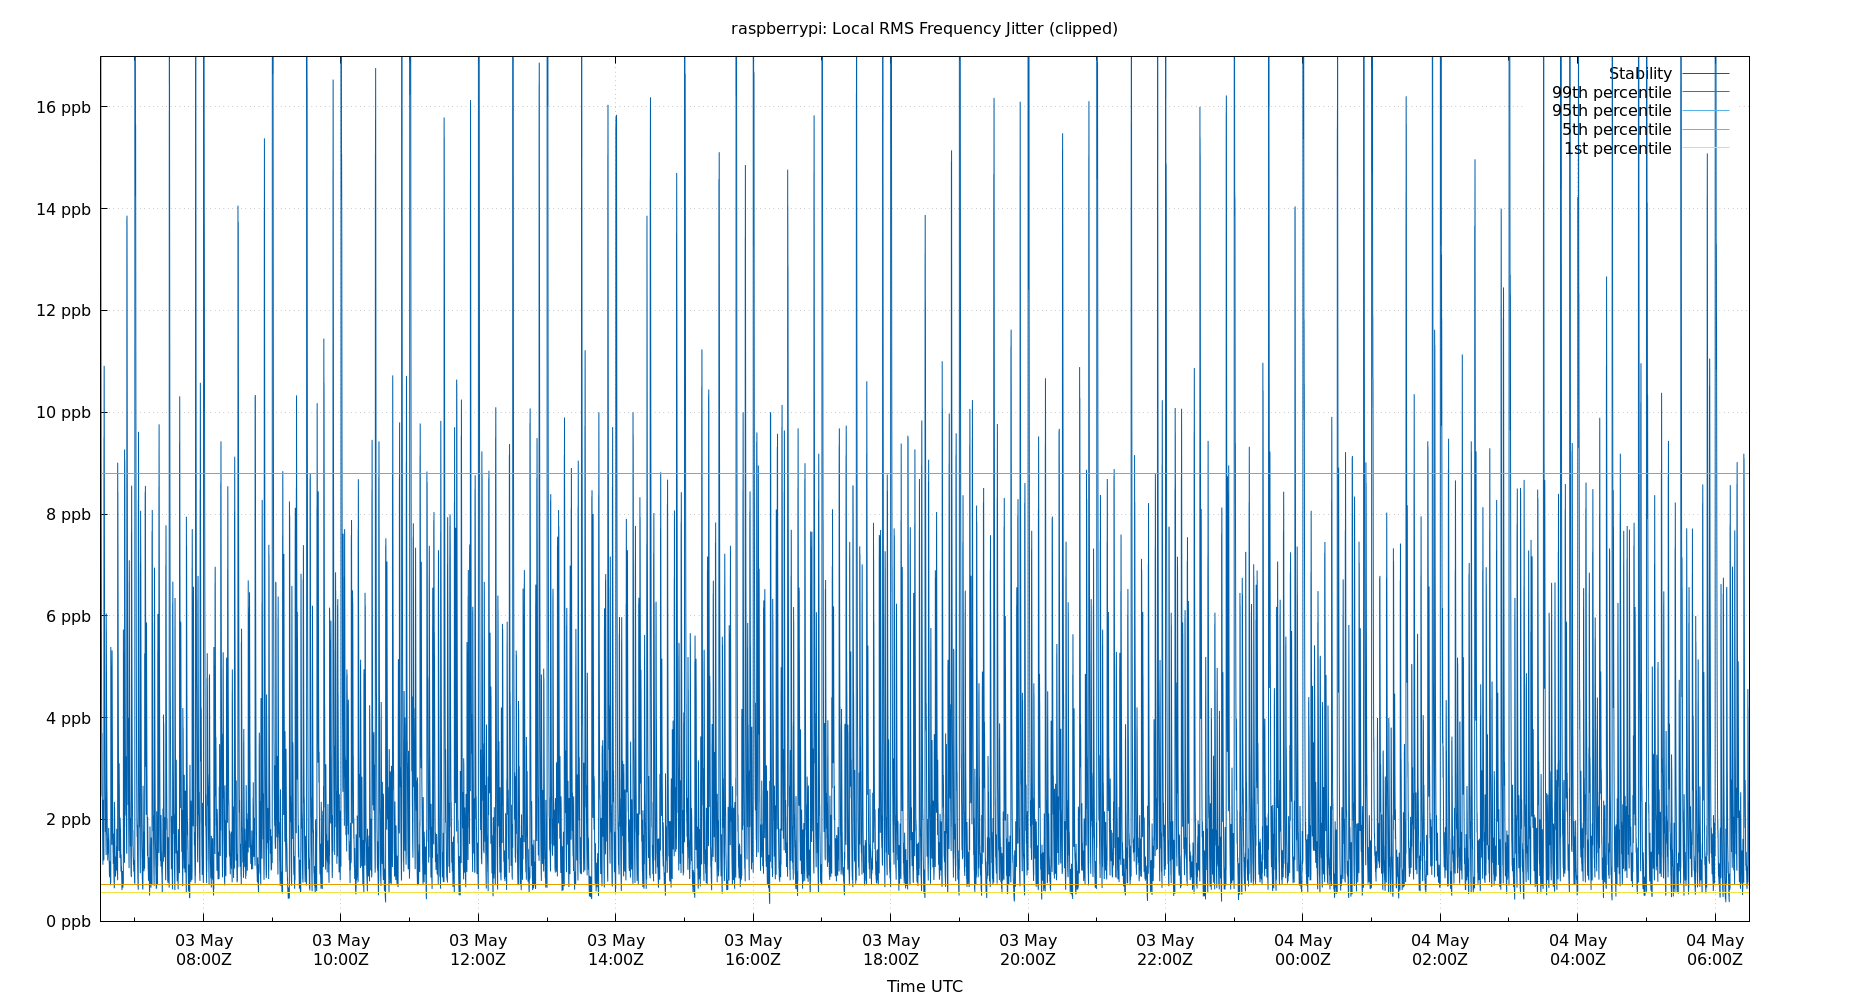 raspberrypi: Local RMS Frequency Jitter (clipped)
Stability
99th percentile
95th percentile
5th percentile
1st percentile
16 ppb
14 ppb
12 ppb
10 ppb
8 ppb
6 ppb
4 ppb
2 ppb
0 ppb
03 May 03 May 03 May 03 May 03 May 03 May 03 May 03 May 04 May 04 May 04 May 04 May
08:00Z 10:00Z 12:00Z 14:00Z 16:00Z 18:00Z 20:00Z 22:00Z 00:00Z 02:00Z 04:00Z 06:00Z
Time UTC